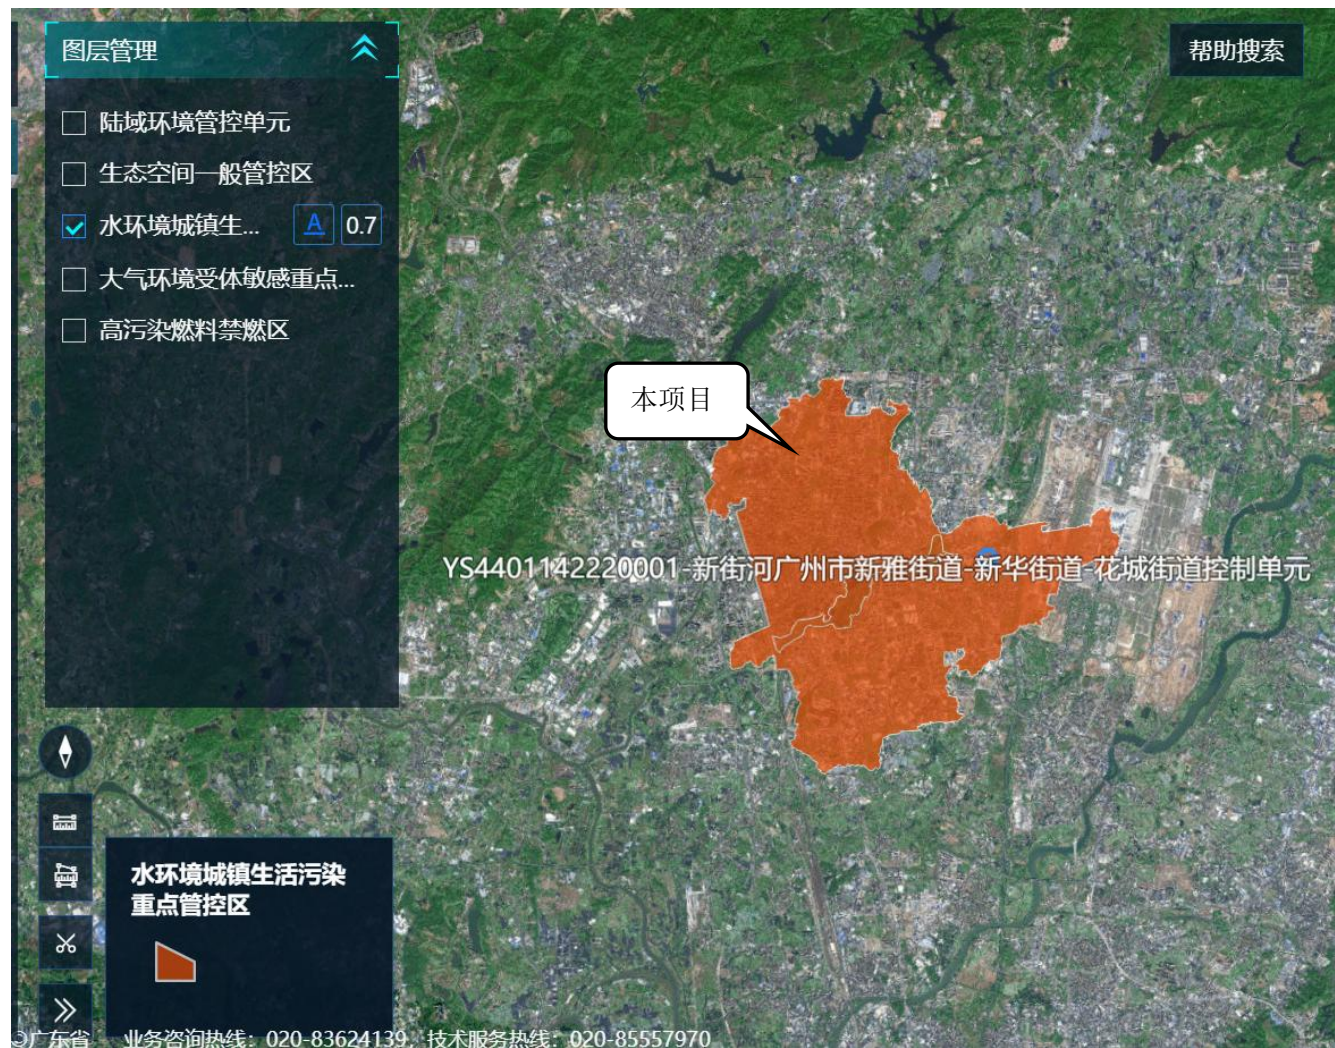 图层管理
帮助搜索
陆域环境管控单元
生态空间一般管控区
水环境城镇生... A 0.7
大气环境受体敏感重点...
高污染燃料禁燃区
本项目
YS4401142220001-新街河广州市新雅街道-新华街道-花城街道控制单元
水环境城镇生活污染
重点管控区
©广东省 业务咨询热线：020-83624139，技术服务热线：020-85557970